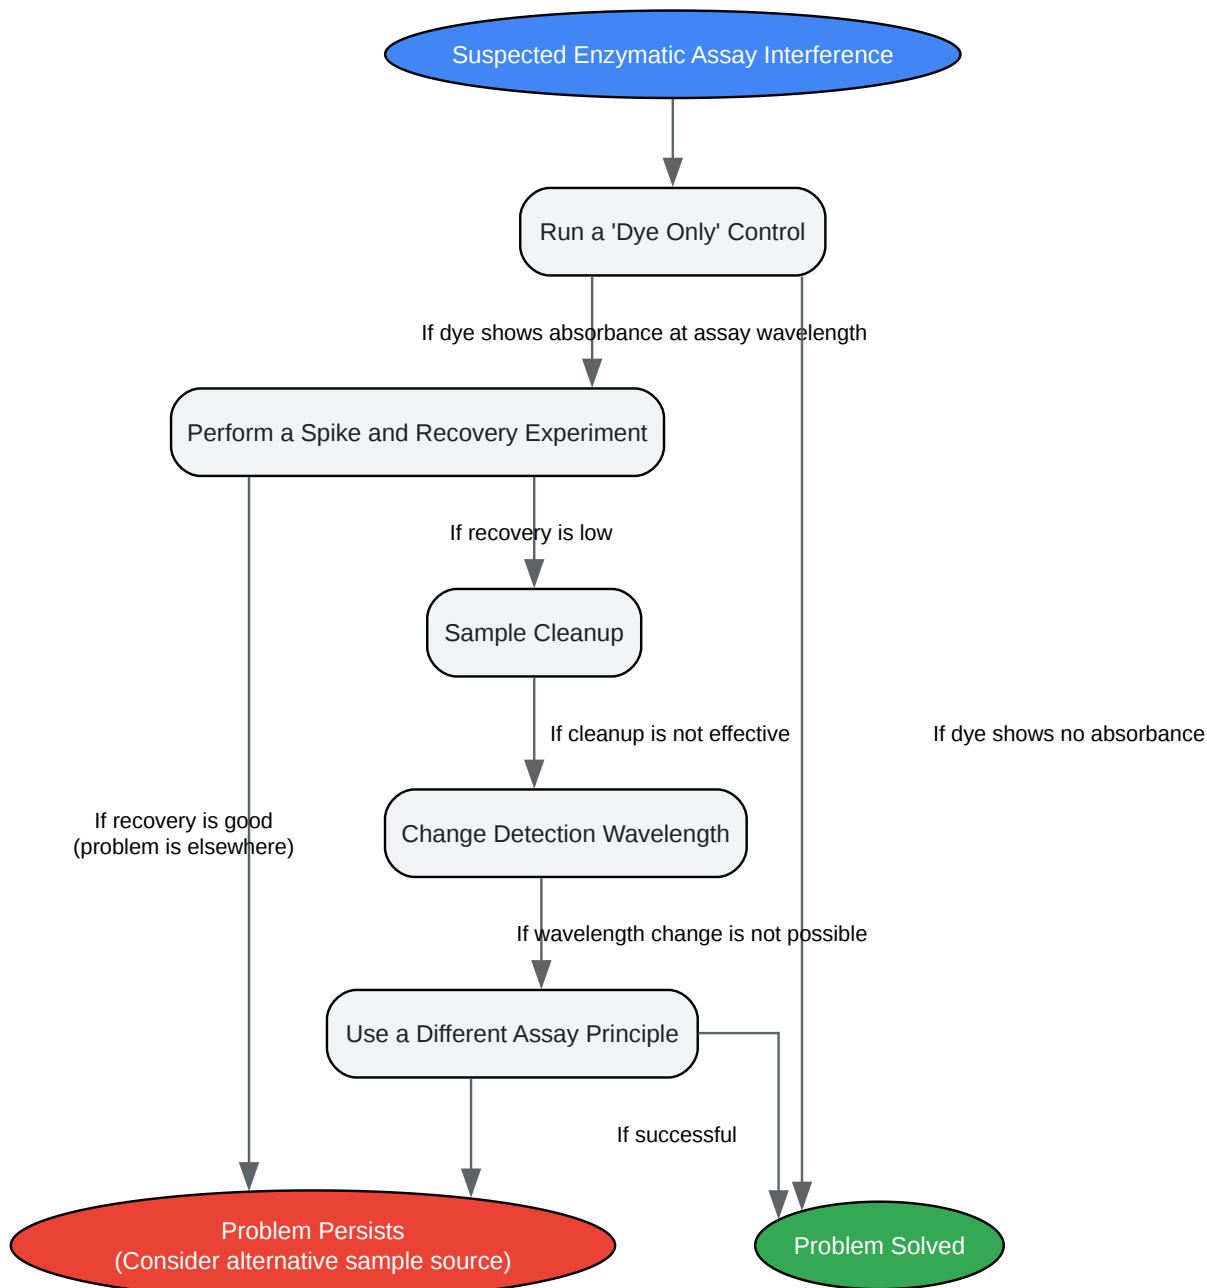 Suspected Enzymatic Assay Interference
Run a 'Dye Only' Control
If dye shows absorbance at assay wavelength
Perform a Spike and Recovery Experiment
If recovery is low
Sample Cleanup
If cleanup is not effective
If dye shows no absorbance
If recovery is good
(problem is elsewhere)
Change Detection Wavelength
If wavelength change is not possible
Use a Different Assay Principle
If successful
Problem Persists
(Consider alternative sample source)
Problem Solved